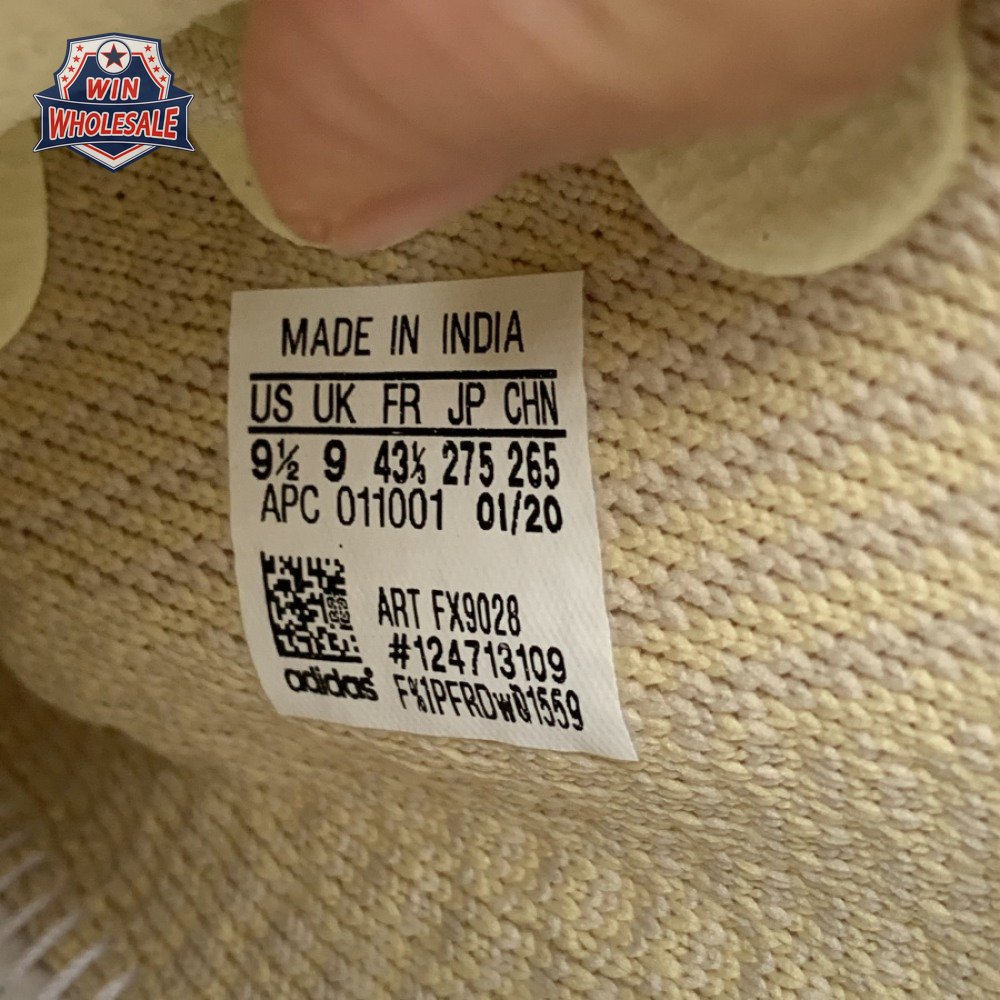 WIN
WHOLESALE
MADE IN INDIA
US UK FR JP CHN
9½ 9 43⅓ 275 265
APC 011001 01/20
ART FX9028
#124713109
adidas